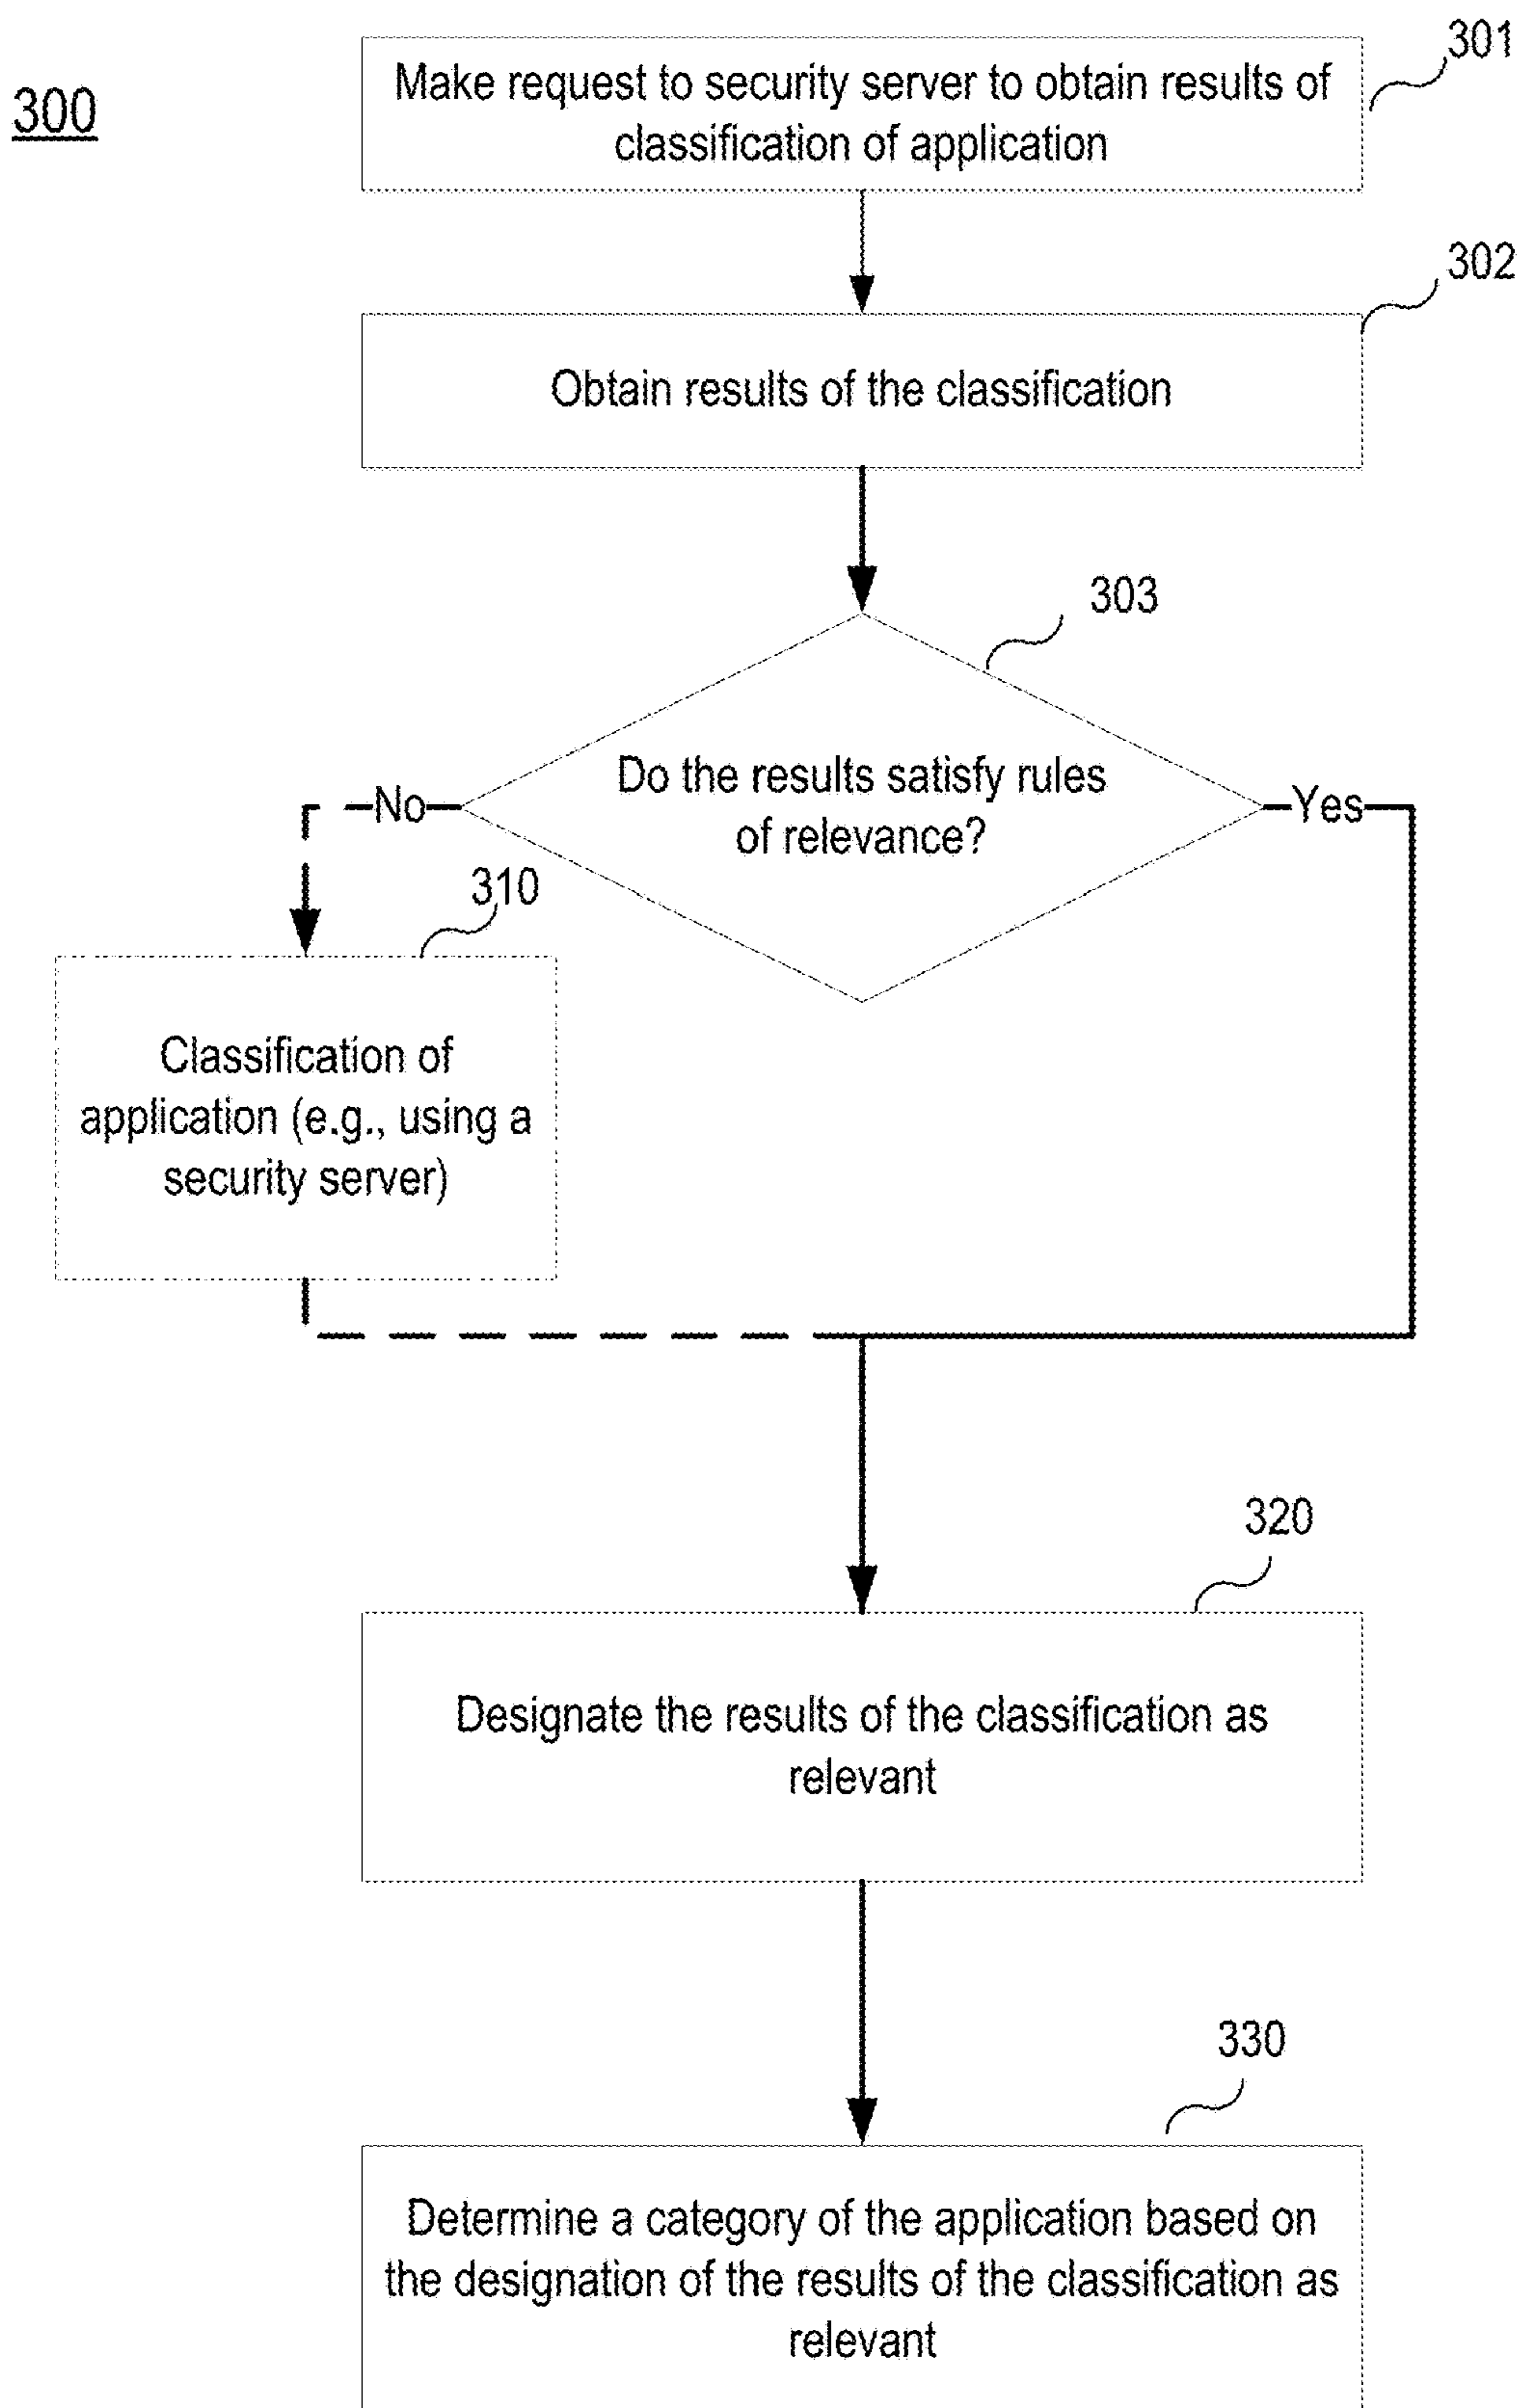 300
301
Make request to security server to obtain results of
classification of application
302
Obtain results of the classification
303
Do the results satisfy rules
of relevance?
No
Yes
310
Classification of
application (e.g., using a
security server)
320
Designate the results of the classification as
relevant
330
Determine a category of the application based on
the designation of the results of the classification as
relevant